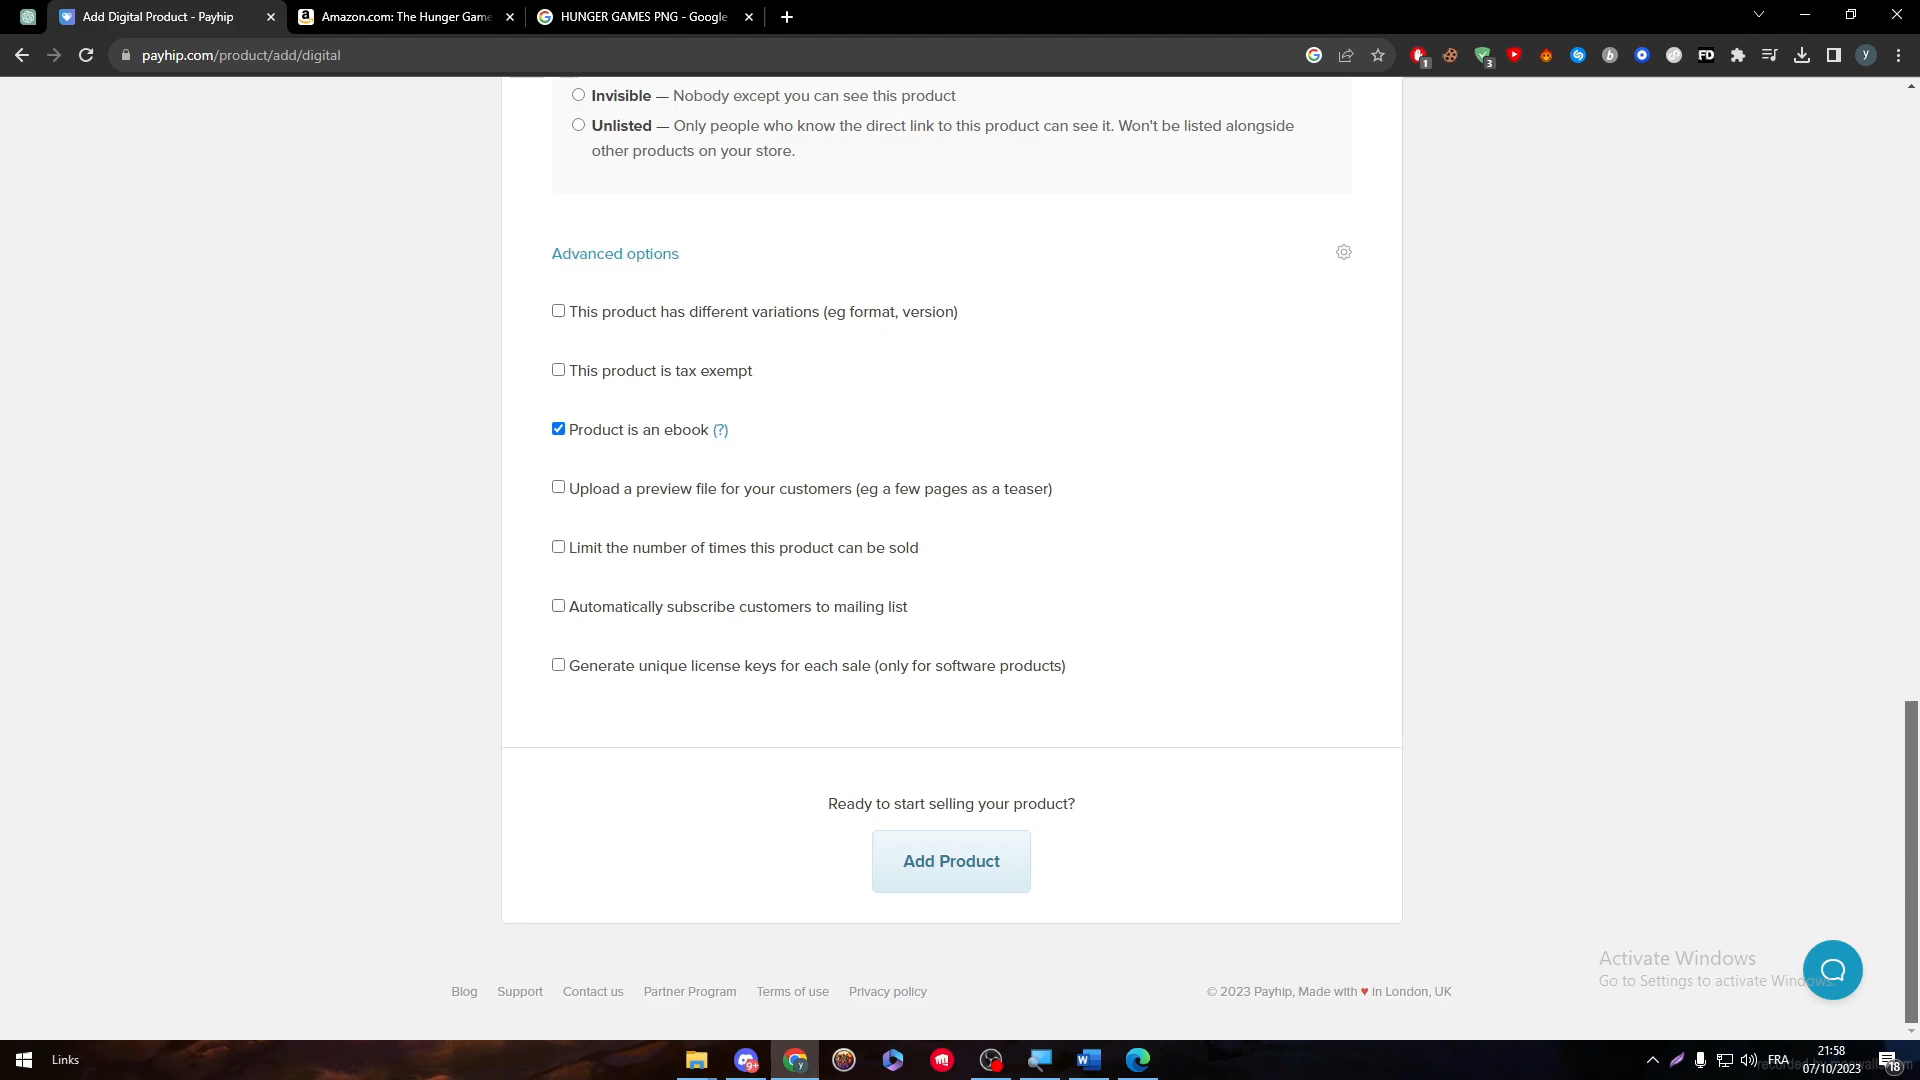 Add Digital Product - Payhip
Amazon.com: The Hunger Game
HUNGER GAMES PNG - Google
payhip.com/product/add/digital
1
3
FD
y
Invisible — Nobody except you can see this product
Unlisted — Only people who know the direct link to this product can see it. Won't be listed alongside
other products on your store.
Advanced options
This product has different variations (eg format, version)
This product is tax exempt
Product is an ebook (?)
Upload a preview file for your customers (eg a few pages as a teaser)
Limit the number of times this product can be sold
Automatically subscribe customers to mailing list
Generate unique license keys for each sale (only for software products)
Ready to start selling your product?
Add Product
Activate Windows
Go to Settings to activate Windows.
Blog Support Contact us Partner Program Terms of use Privacy policy
© 2023 Payhip, Made with ♥ in London, UK
Links
9+
FRA
21:58
07/10/2023
18